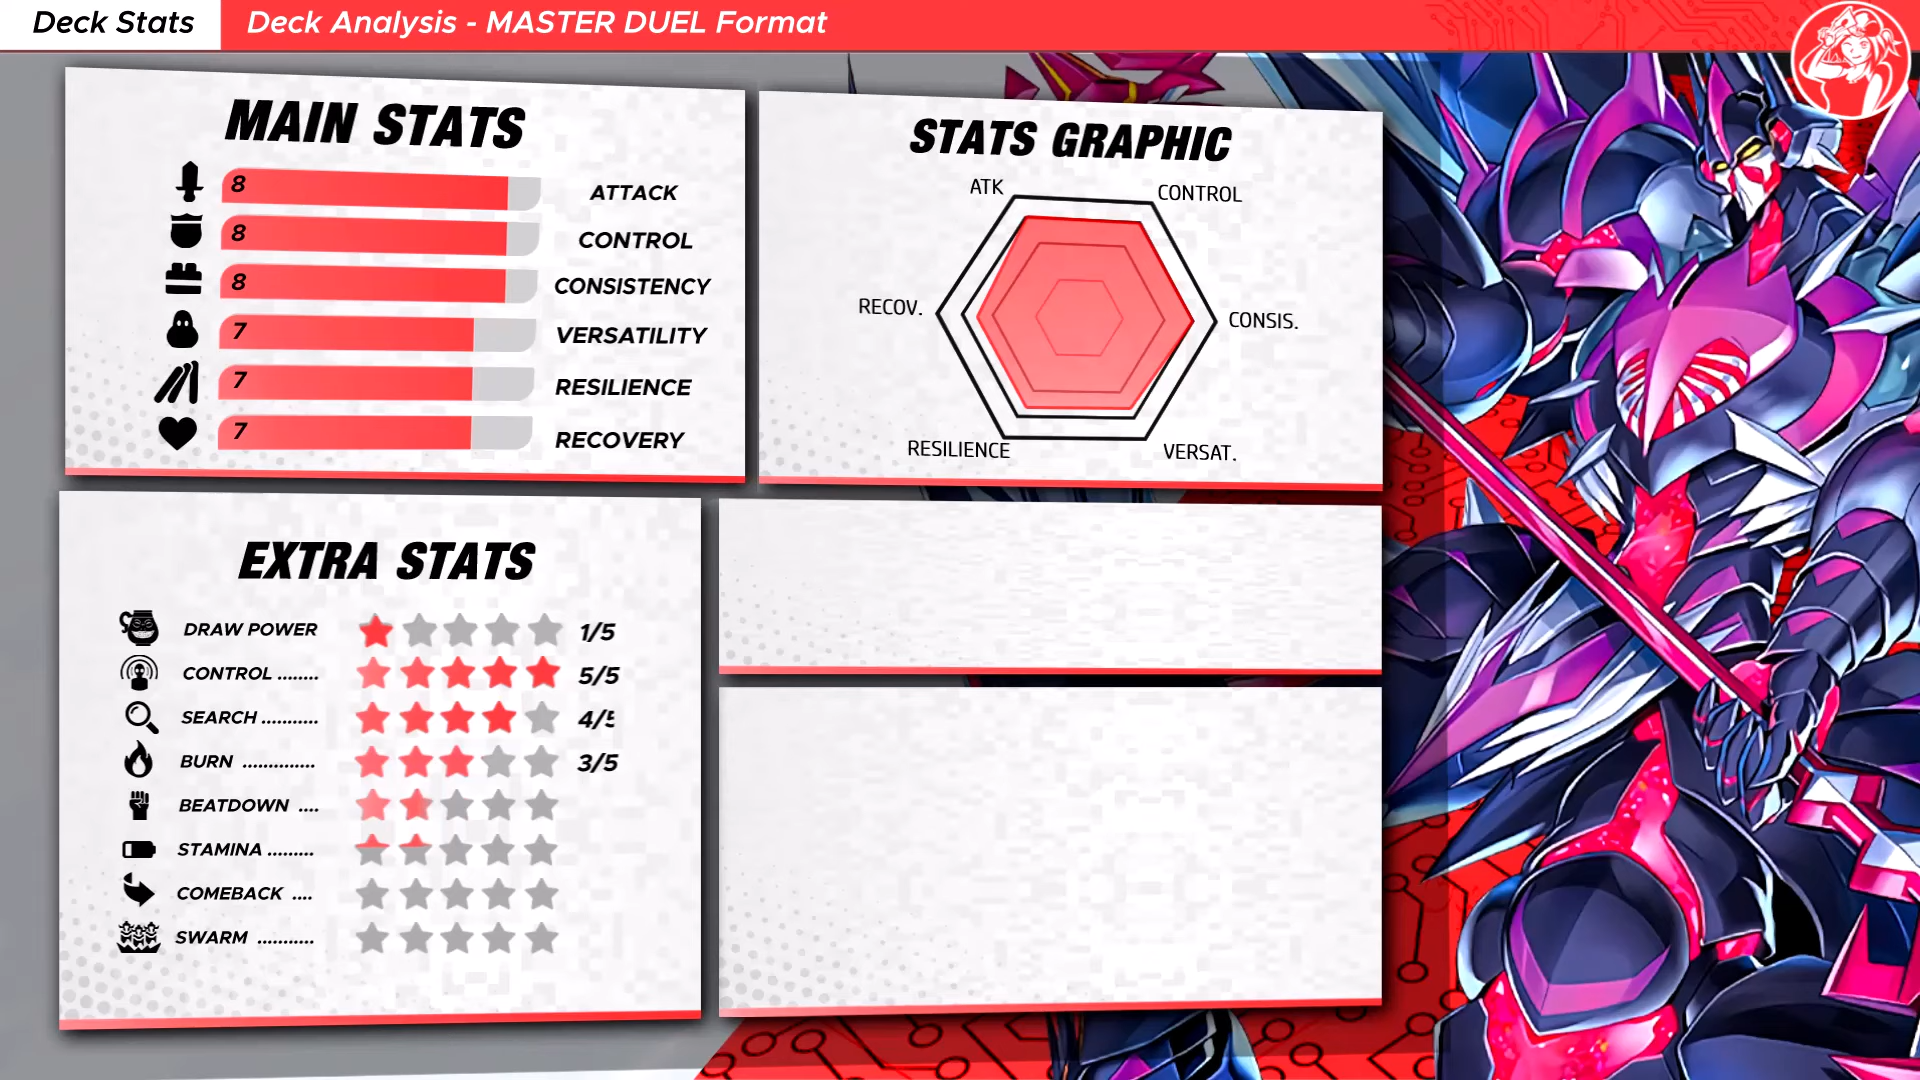 Deck Stats
Deck Analysis - MASTER DUEL Format
MAIN STATS
8 ATTACK
8 CONTROL
8 CONSISTENCY
7 VERSATILITY
7 RESILIENCE
7 RECOVERY
STATS GRAPHIC
ATK CONTROL
RECOV. CONSIS.
RESILIENCE VERSAT.
EXTRA STATS
DRAW POWER 1/5
CONTROL ........ 5/5
SEARCH ........... 4/5
BURN .............. 3/5
BEATDOWN ....
STAMINA .........
COMEBACK ....
SWARM ...........